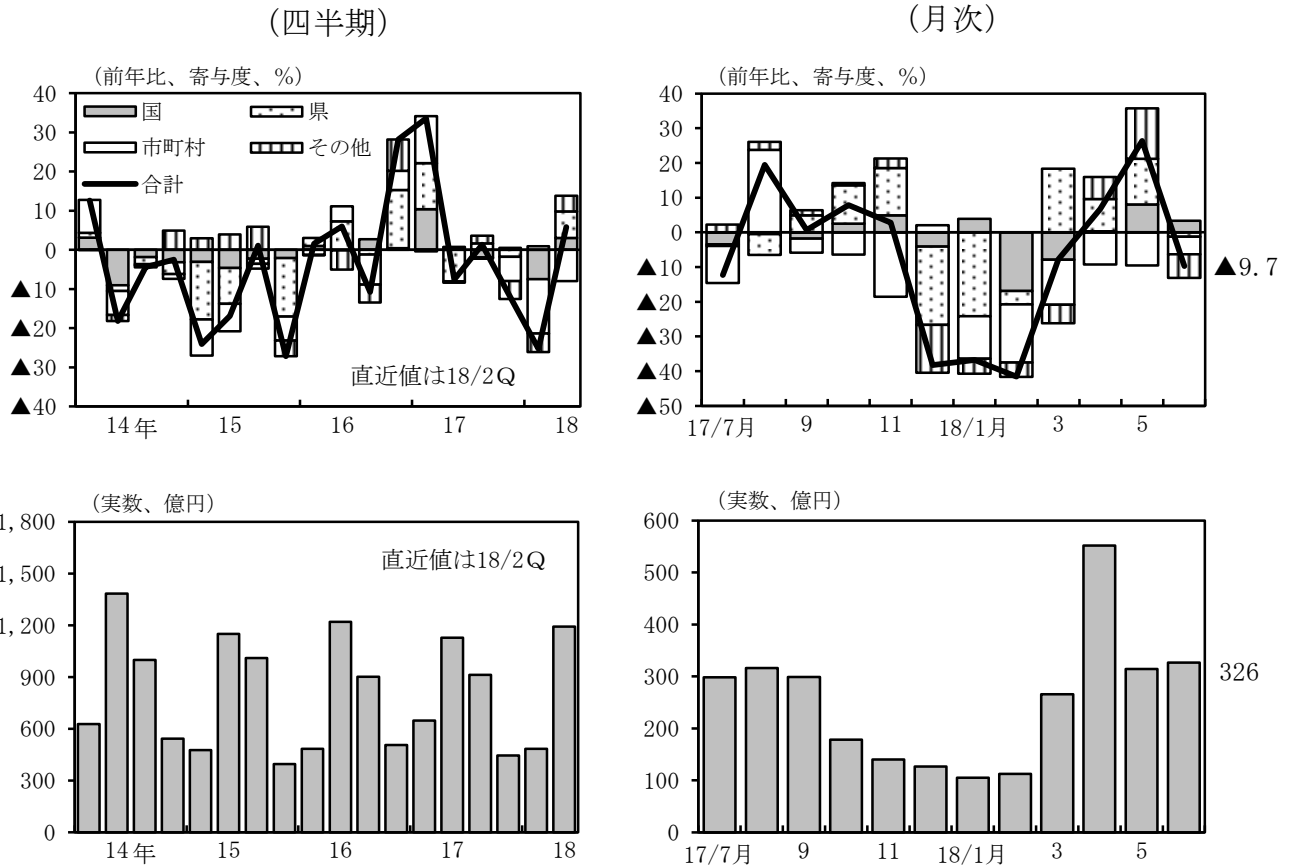 (四半期)
(前年比、寄与度、%)
国
県
市町村
その他
合計
40
30
20
10
0
▲10
▲20
▲30
▲40
直近値は18/2Q
14年
15
16
17
18
(月次)
(前年比、寄与度、%)
40
30
20
10
0
▲10
▲20
▲30
▲40
▲50
▲9.7
17/7月
9
11
18/1月
3
5
(実数、億円)
1,800
1,500
1,200
900
600
300
0
直近値は18/2Q
14年
15
16
17
18
(実数、億円)
600
500
400
300
200
100
0
326
17/7月
9
11
18/1月
3
5